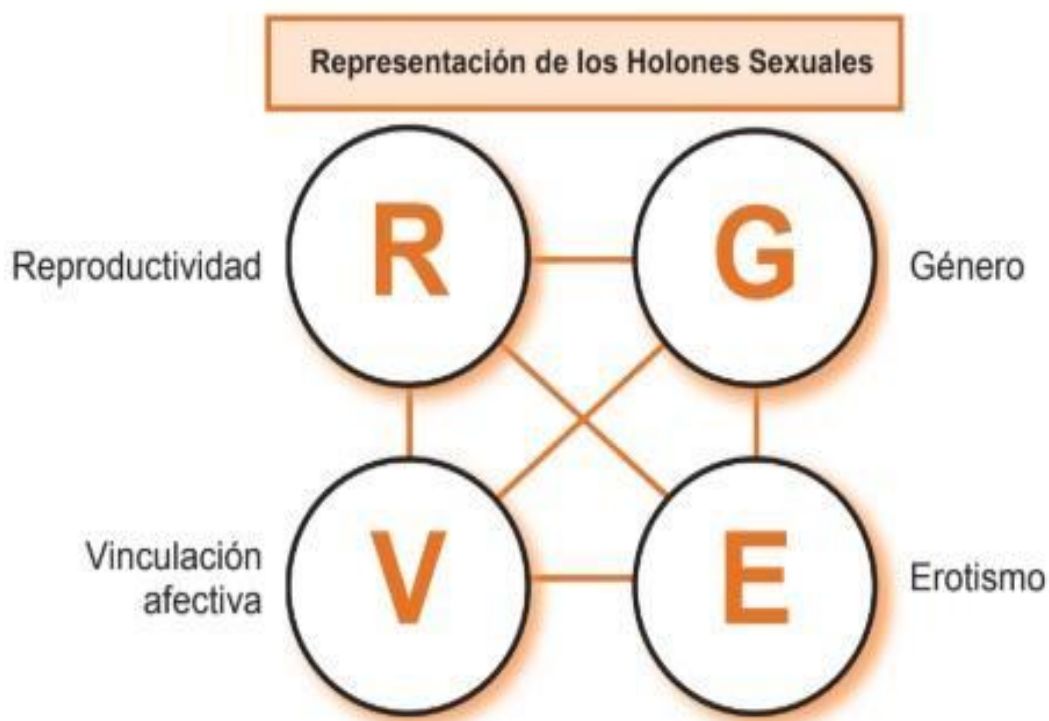 Representación de los Holones Sexuales
R
G
Reproductividad
Género
V
E
Vinculación
afectiva
Erotismo